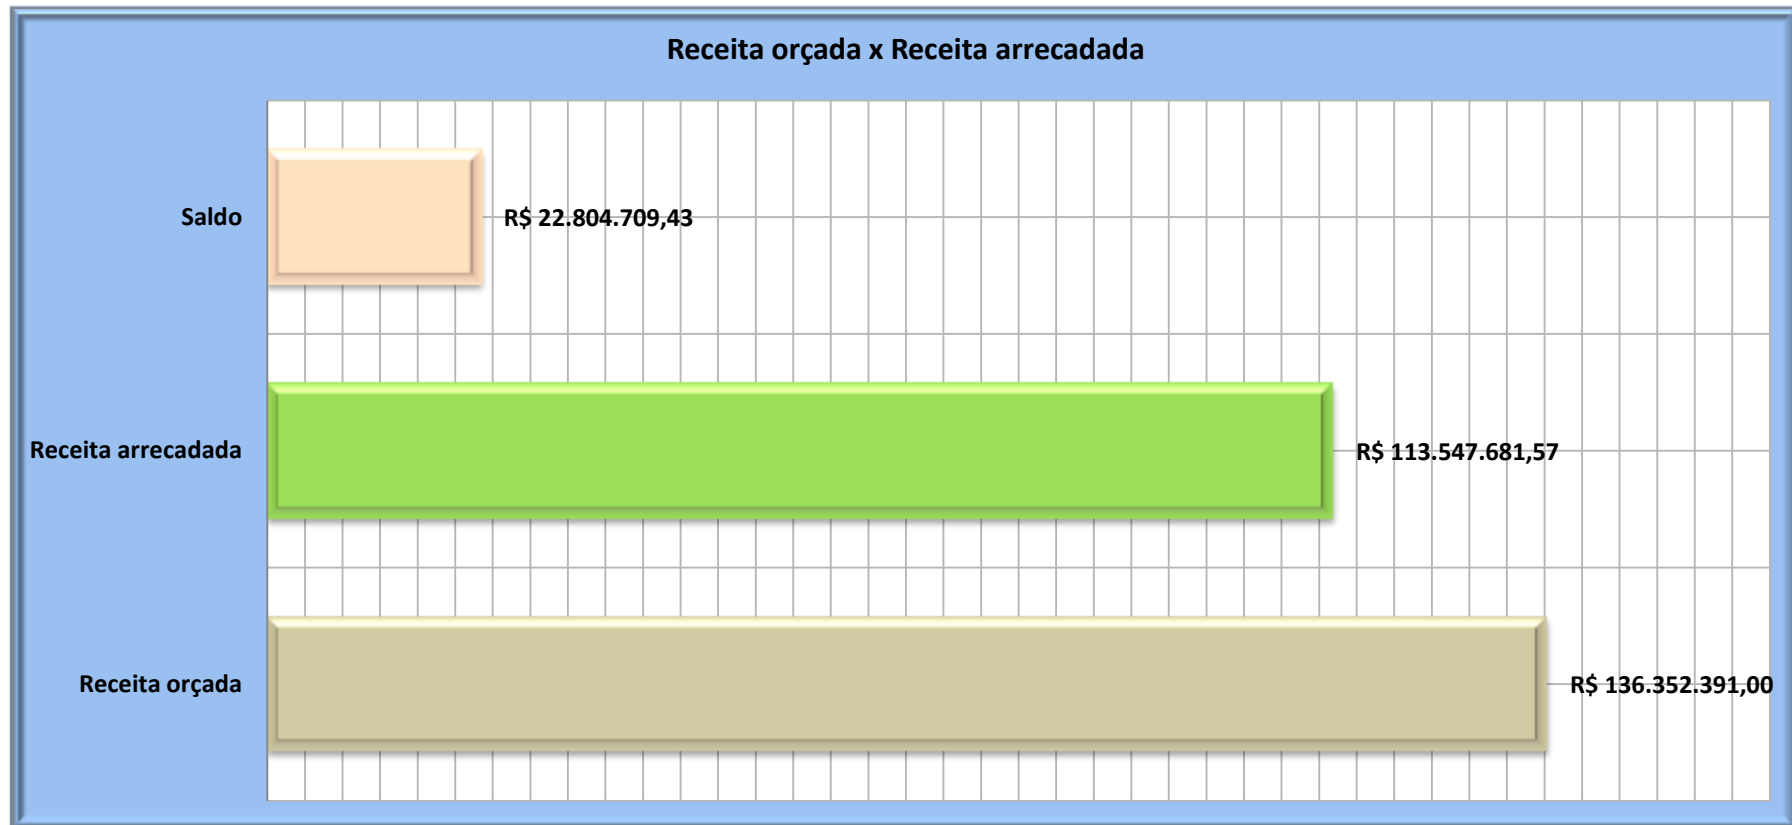 Receita orçada x Receita arrecadada
Saldo
R$ 22.804.709,43
Receita arrecadada
R$ 113.547.681,57
Receita orçada
R$ 136.352.391,00